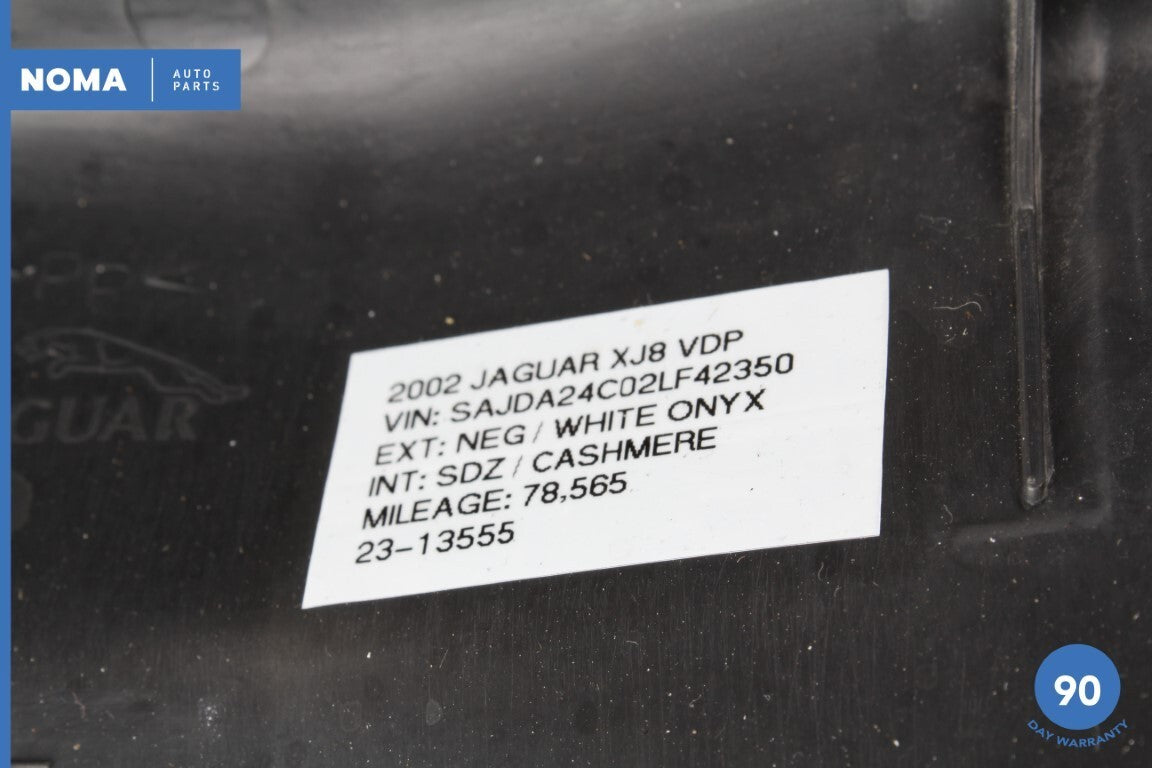 NOMA
AUTO
PARTS
2002 JAGUAR XJ8 VDP
VIN: SAJDA24C02LF42350
EXT: NEG / WHITE ONYX
INT: SDZ / CASHMERE
MILEAGE: 78,565
23-13555
GUAR
90
DAY WARRANTY